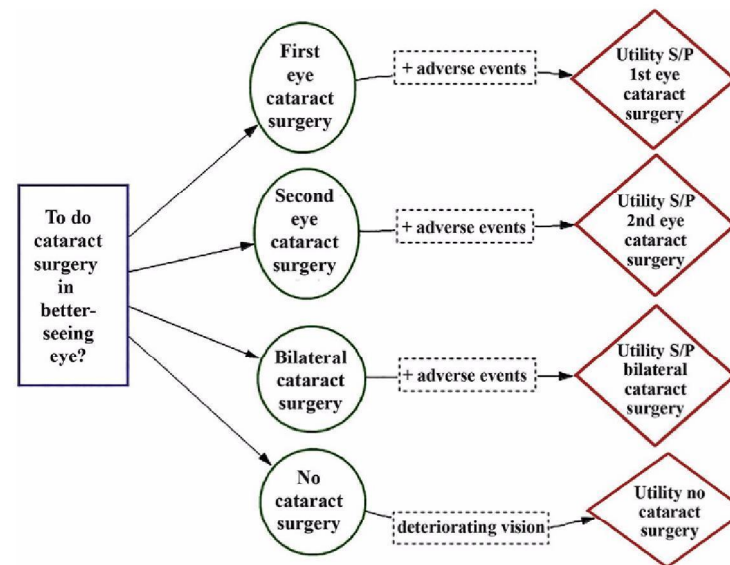 To do
cataract
surgery
in
better-
seeing
eye?
First
eye
cataract
surgery
+ adverse events
Utility S/P
1st eye
cataract
surgery
Second
eye
cataract
surgery
+ adverse events
Utility S/P
2nd eye
cataract
surgery
Bilateral
cataract
surgery
+ adverse events
Utility S/P
bilateral
cataract
surgery
No
cataract
surgery
deteriorating vision
Utility no
cataract
surgery